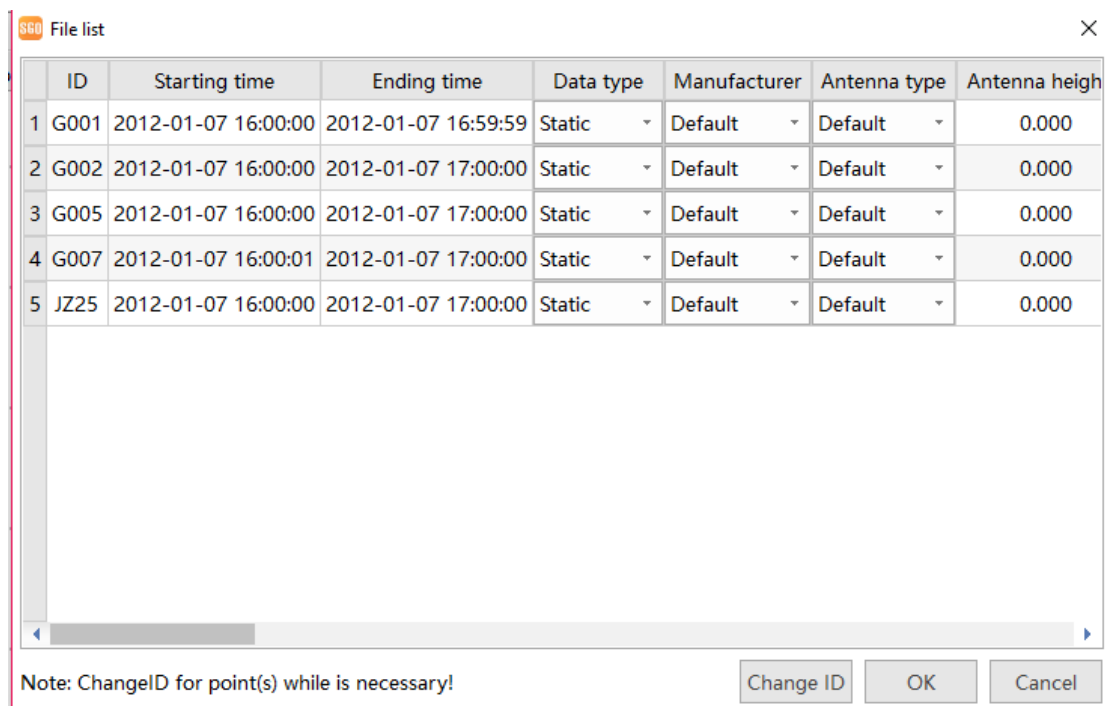 SGO File list
ID Starting time Ending time Data type Manufacturer Antenna type Antenna heigh
1 G001 2012-01-07 16:00:00 2012-01-07 16:59:59 Static Default Default 0.000
2 G002 2012-01-07 16:00:00 2012-01-07 17:00:00 Static Default Default 0.000
3 G005 2012-01-07 16:00:00 2012-01-07 17:00:00 Static Default Default 0.000
4 G007 2012-01-07 16:00:01 2012-01-07 17:00:00 Static Default Default 0.000
5 JZ25 2012-01-07 16:00:00 2012-01-07 17:00:00 Static Default Default 0.000
Note: ChangeID for point(s) while is necessary! Change ID OK Cancel